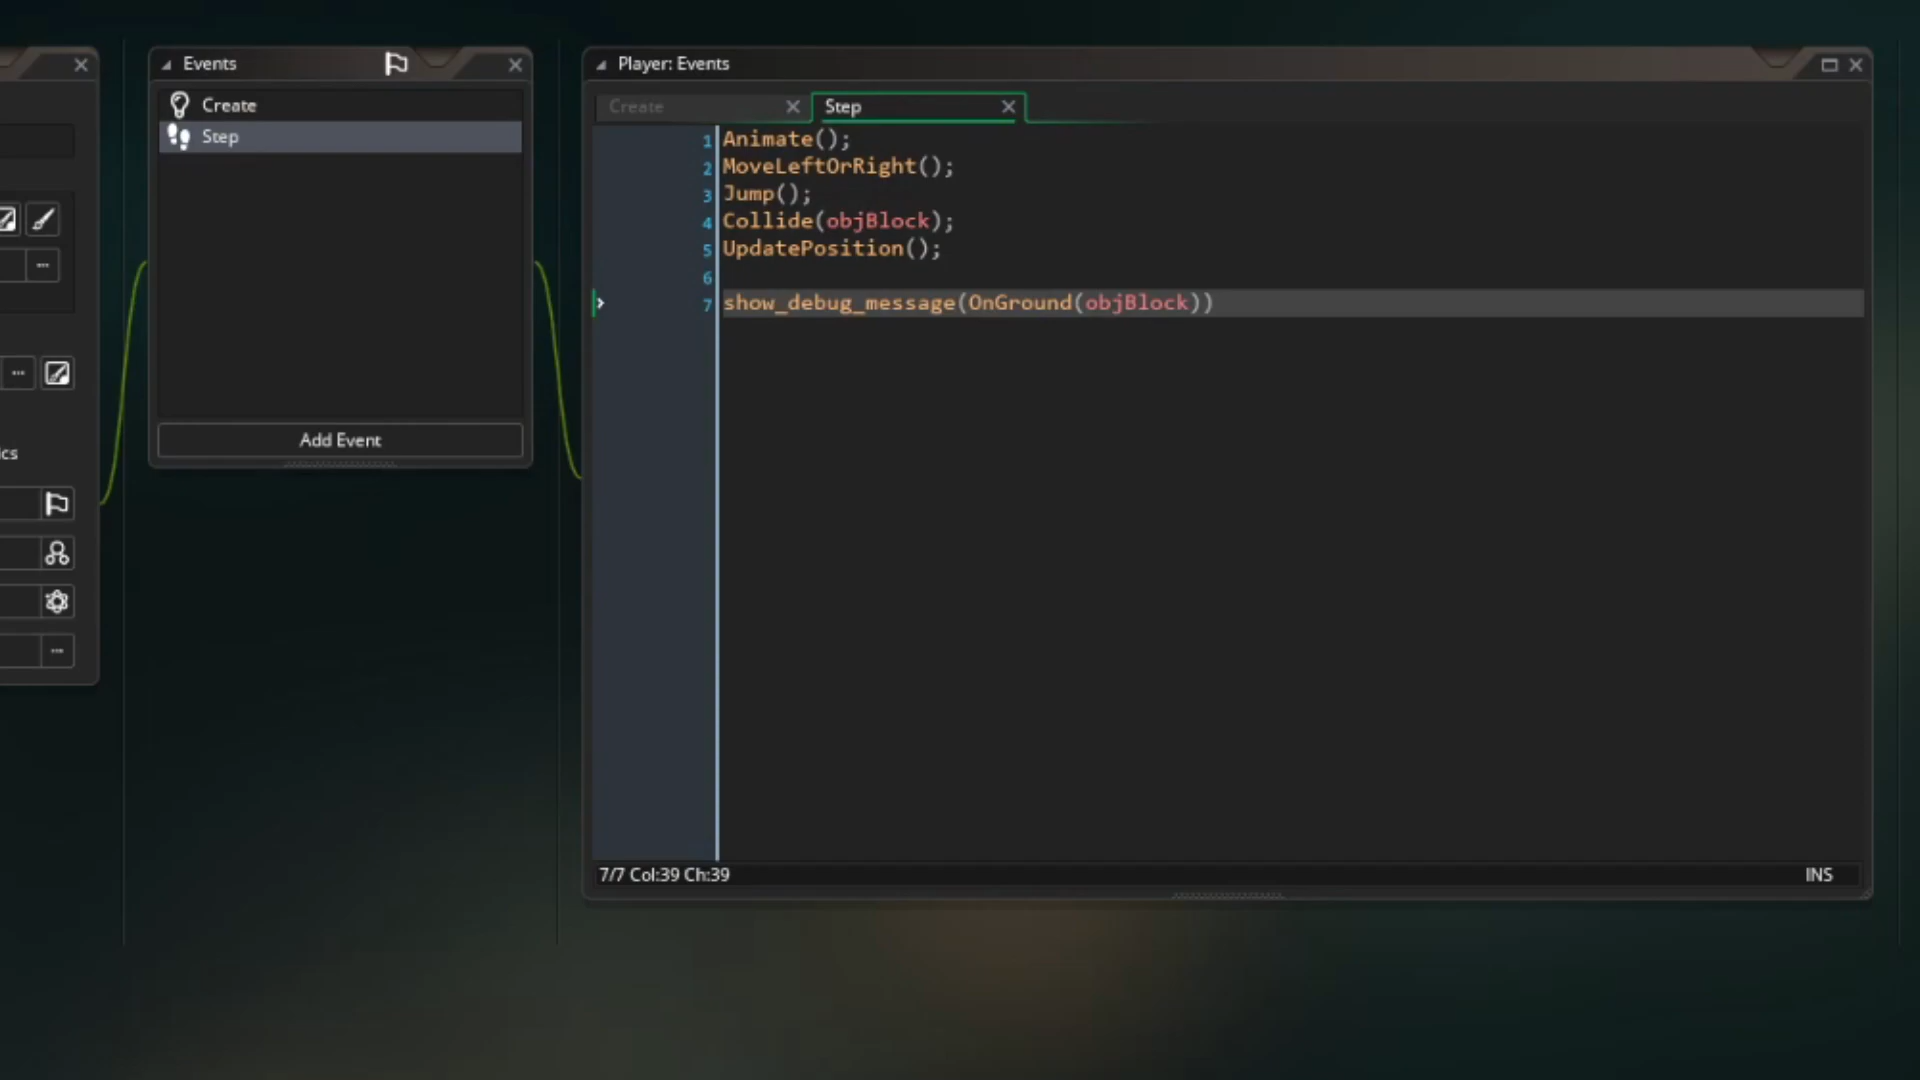 Events
Create
Step
Add Event
ics
Player: Events
Create
Step
1 Animate();
2 MoveLeftOrRight();
3 Jump();
4 Collide(objBlock);
5 UpdatePosition();
6
7 show_debug_message(OnGround(objBlock))
7/7 Col:39 Ch:39
INS